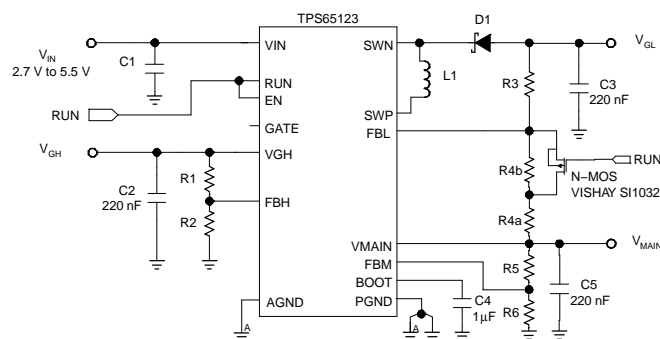 TPS65123
D1
VIN
2.7 V to 5.5 V
C1
VIN
SWN
VGL
RUN
EN
L1
R3
C3
220 nF
RUN
SWP
GATE
FBL
VGH
VGH
R4b
RUN
N-MOS
VISHAY SI1032
C2
220 nF
R1
FBH
R2
R4a
VMAIN
VMAIN
FBM
R5
BOOT
C5
220 nF
AGND
PGND
C4
1μF
R6
A
A